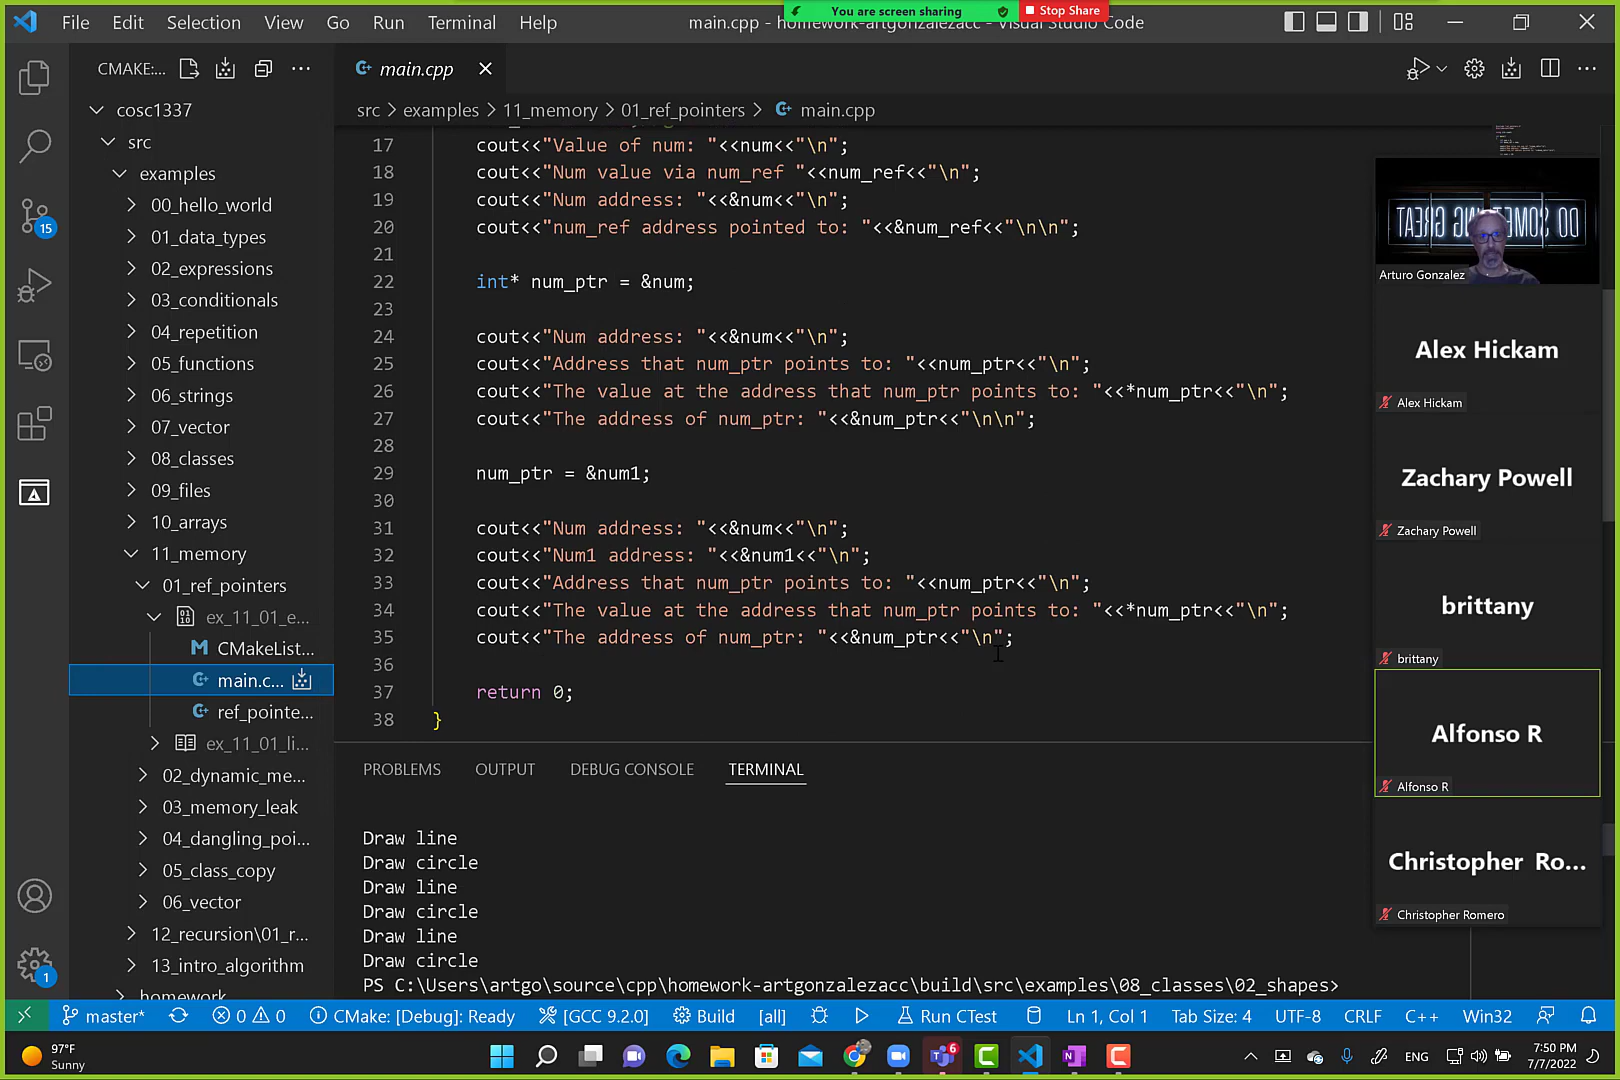 You are screen sharing
Stop Share
File Edit Selection View Go Run Terminal Help
main.cpp - homework-artgonzalezacc - Visual Studio Code
CMAKE:...
main.cpp
src > examples > 11_memory > 01_ref_pointers > main.cpp
cosc1337
src
examples
00_hello_world
01_data_types
02_expressions
03_conditionals
04_repetition
05_functions
06_strings
07_vector
08_classes
09_files
10_arrays
11_memory
01_ref_pointers
ex_11_01_e...
CMakeList...
main.c...
ref_pointe...
ex_11_01_li...
02_dynamic_me...
03_memory_leak
04_dangling_poi...
05_class_copy
06_vector
12_recursion\01_r...
13_intro_algorithm
homework
15
1
17 cout<<"Value of num: "<<num<<"\n";
18 cout<<"Num value via num_ref "<<num_ref<<"\n";
19 cout<<"Num address: "<<&num<<"\n";
20 cout<<"num_ref address pointed to: "<<&num_ref<<"\n\n";
21
22 int* num_ptr = &num;
23
24 cout<<"Num address: "<<&num<<"\n";
25 cout<<"Address that num_ptr points to: "<<num_ptr<<"\n";
26 cout<<"The value at the address that num_ptr points to: "<<*num_ptr<<"\n";
27 cout<<"The address of num_ptr: "<<&num_ptr<<"\n\n";
28
29 num_ptr = &num1;
30
31 cout<<"Num address: "<<&num<<"\n";
32 cout<<"Num1 address: "<<&num1<<"\n";
33 cout<<"Address that num_ptr points to: "<<num_ptr<<"\n";
34 cout<<"The value at the address that num_ptr points to: "<<*num_ptr<<"\n";
35 cout<<"The address of num_ptr: "<<&num_ptr<<"\n";
36
37 return 0;
38 }
PROBLEMS OUTPUT DEBUG CONSOLE TERMINAL
Draw line
Draw circle
Draw line
Draw circle
Draw line
Draw circle
PS C:\Users\artgo\source\cpp\homework-artgonzalezacc\build\src\examples\08_classes\02_shapes>
DO SOMETHING GREAT
Arturo Gonzalez
Alex Hickam
Alex Hickam
Zachary Powell
Zachary Powell
brittany
brittany
Alfonso R
Alfonso R
Christopher Ro...
Christopher Romero
master* 0 0 CMake: [Debug]: Ready [GCC 9.2.0] Build [all] Run CTest Ln 1, Col 1 Tab Size: 4 UTF-8 CRLF C++ Win32
97°F
Sunny
6
ENG
7:50 PM
7/7/2022